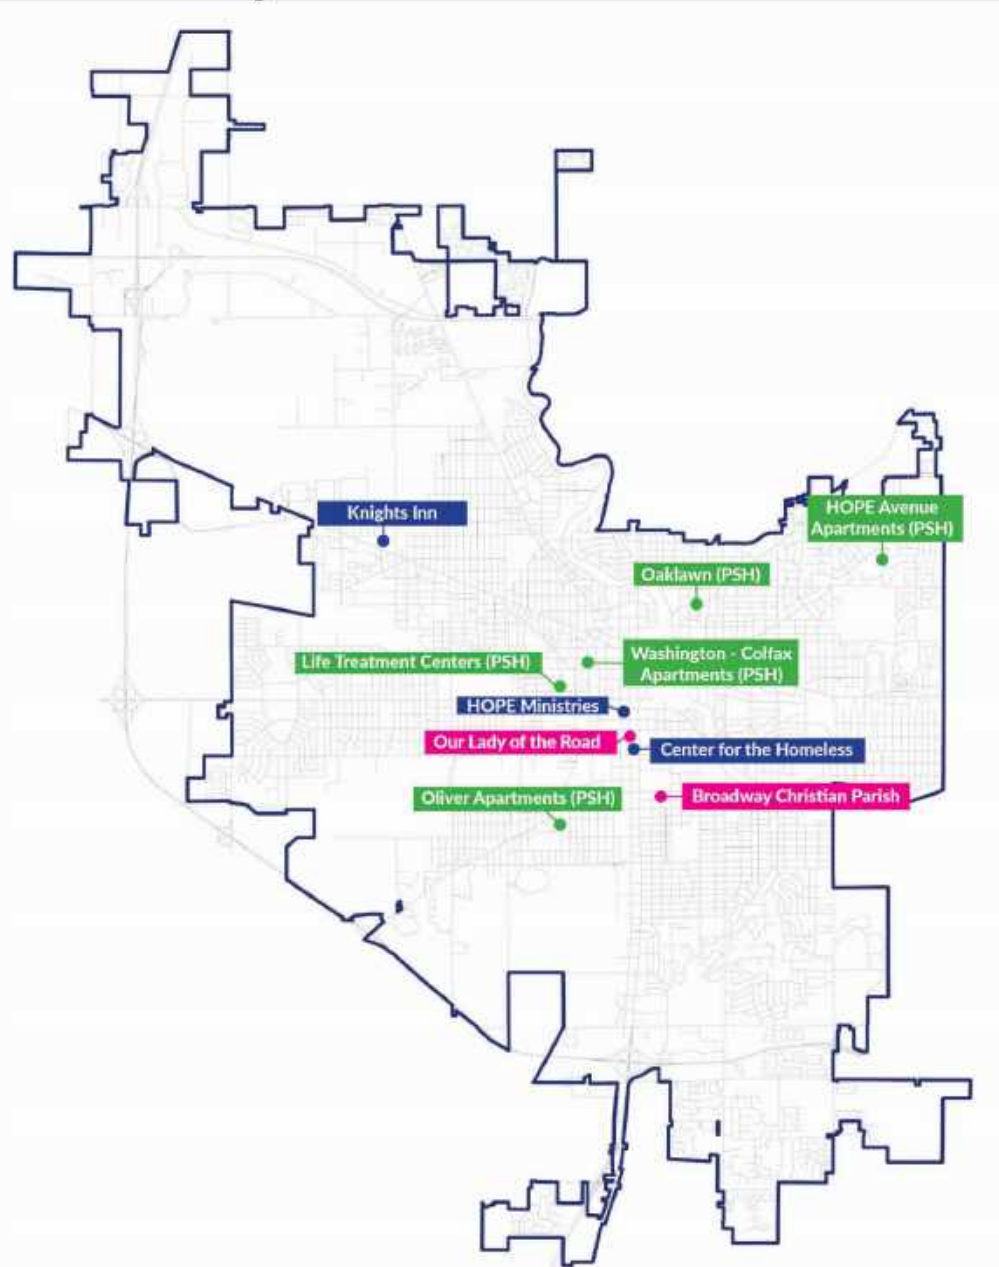 Knights Inn
HOPE Avenue
Apartments (PSH)
Oaklawn (PSH)
Life Treatment Centers (PSH)
Washington - Colfax
Apartments (PSH)
HOPE Ministries
Our Lady of the Road
Center for the Homeless
Oliver Apartments (PSH)
Broadway Christian Parish